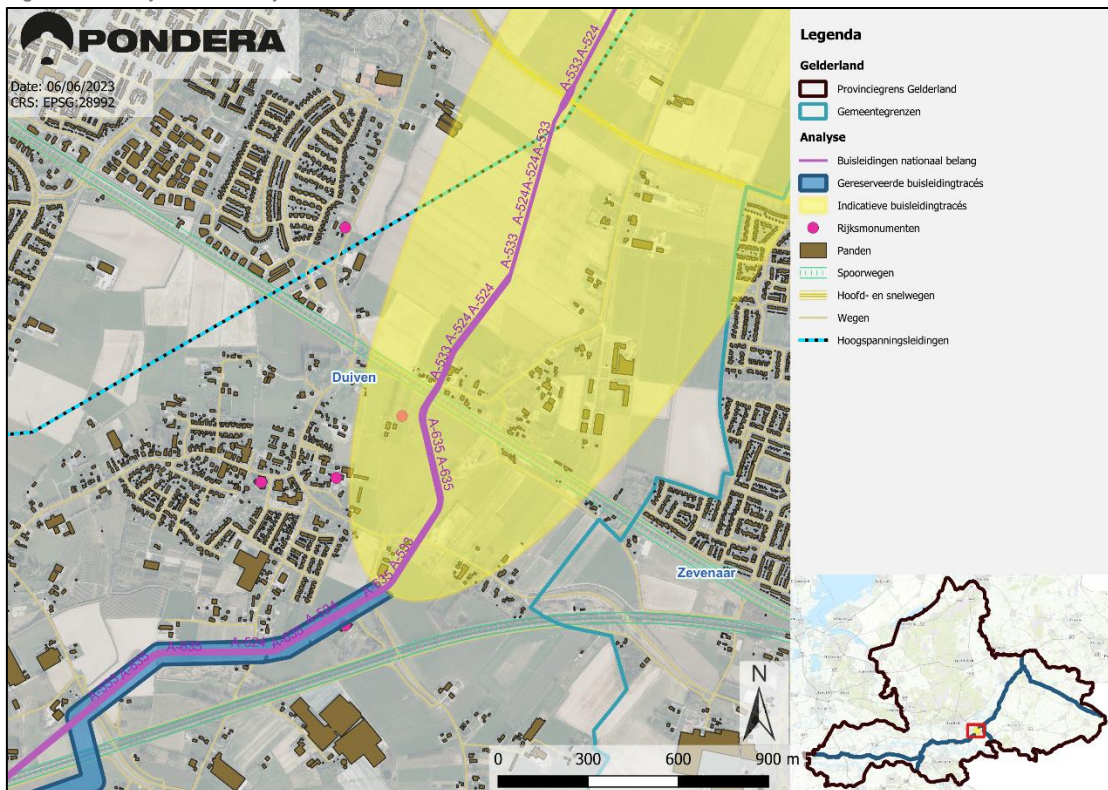 PONDERA
Date: 06/06/2023
CRS: EPSG:28992
A-533 A-524
A-524 A-524 A-533
A-533
A-533 A-524 A-524
Duiven
A-635 A-635
Zevenaar
A-524
A-635
N
0 300 600 900 m
Legenda
Gelderland
Provinciegrens Gelderland
Gemeentegrenzen
Analyse
Buisleidingen nationaal belang
Gereserveerde buisleidingtracés
Indicatieve buisleidingtracés
Rijksmonumenten
Panden
Spoorwegen
Hoofd- en snelwegen
Wegen
Hoogspanningsleidingen